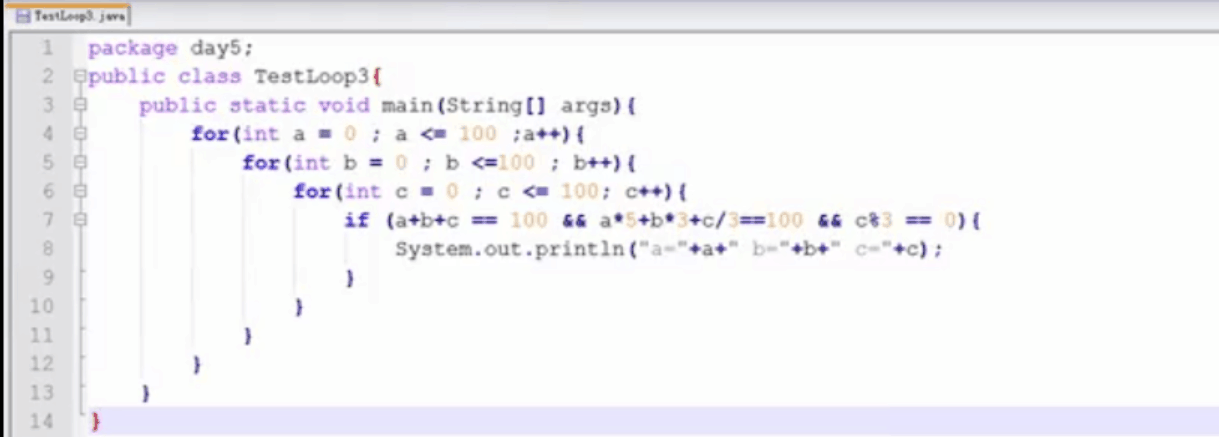 TestLoop3.java
1 package day5;
2 public class TestLoop3{
3 public static void main(String[] args){
4 for(int a = 0 ; a <= 100 ;a++){
5 for(int b = 0 ; b <=100 ; b++){
6 for(int c = 0 ; c <= 100; c++){
7 if (a+b+c == 100 && a*5+b*3+c/3==100 && c%3 == 0){
8 System.out.println("a="+a+" b="+b+" c="+c);
9 }
10 }
11 }
12 }
13 }
14 }